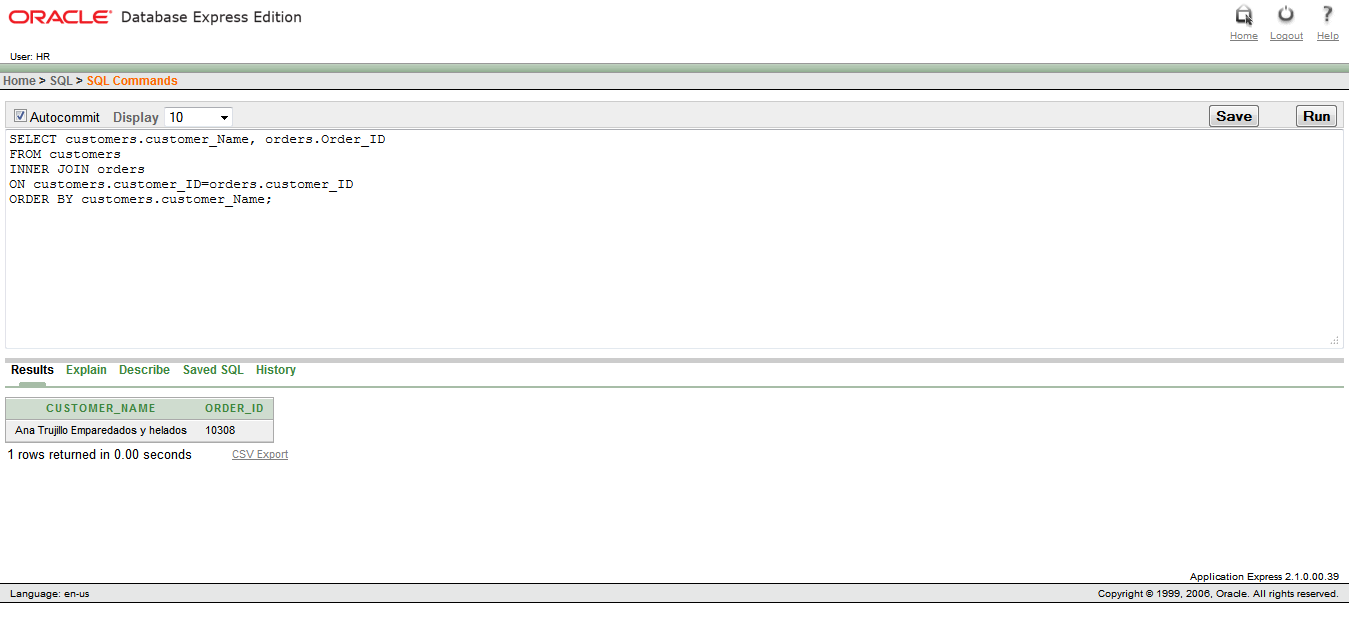 ORACLE® Database Express Edition
Home Logout Help
User: HR
Home > SQL > SQL Commands
Autocommit Display 10 Save Run
SELECT customers.customer_Name, orders.Order_ID
FROM customers
INNER JOIN orders
ON customers.customer_ID=orders.customer_ID
ORDER BY customers.customer_Name;
Results Explain Describe Saved SQL History
CUSTOMER_NAME ORDER_ID
Ana Trujillo Emparedados y helados 10308
1 rows returned in 0.00 seconds CSV Export
Application Express 2.1.0.00.39
Language: en-us Copyright © 1999, 2006, Oracle. All rights reserved.